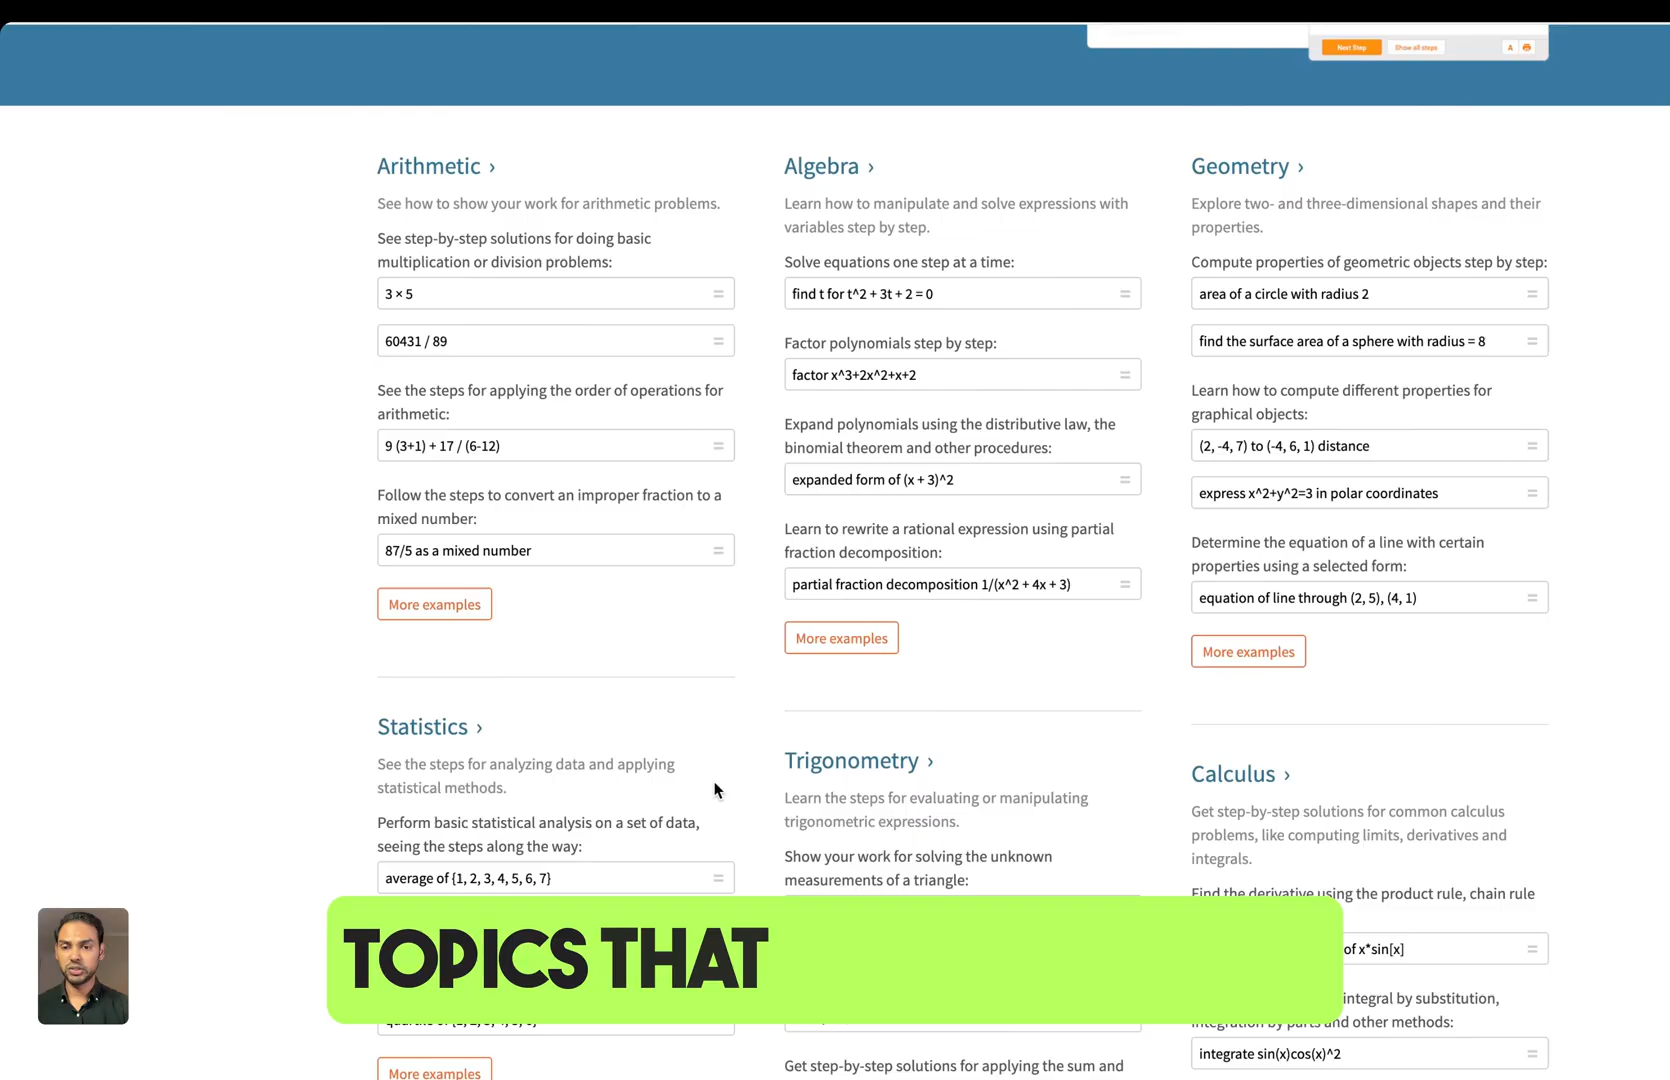 Next Step
Show all steps
A
Arithmetic ›
See how to show your work for arithmetic problems.
See step-by-step solutions for doing basic
multiplication or division problems:
3 × 5
60431 / 89
See the steps for applying the order of operations for
arithmetic:
9 (3+1) + 17 / (6-12)
Follow the steps to convert an improper fraction to a
mixed number:
87/5 as a mixed number
More examples
Statistics ›
See the steps for analyzing data and applying
statistical methods.
Perform basic statistical analysis on a set of data,
seeing the steps along the way:
average of {1, 2, 3, 4, 5, 6, 7}
More examples
Algebra ›
Learn how to manipulate and solve expressions with
variables step by step.
Solve equations one step at a time:
find t for t^2 + 3t + 2 = 0
Factor polynomials step by step:
factor x^3+2x^2+x+2
Expand polynomials using the distributive law, the
binomial theorem and other procedures:
expanded form of (x + 3)^2
Learn to rewrite a rational expression using partial
fraction decomposition:
partial fraction decomposition 1/(x^2 + 4x + 3)
More examples
Trigonometry ›
Learn the steps for evaluating or manipulating
trigonometric expressions.
Show your work for solving the unknown
measurements of a triangle:
Get step-by-step solutions for applying the sum and
Geometry ›
Explore two- and three-dimensional shapes and their
properties.
Compute properties of geometric objects step by step:
area of a circle with radius 2
find the surface area of a sphere with radius = 8
Learn how to compute different properties for
graphical objects:
(2, -4, 7) to (-4, 6, 1) distance
express x^2+y^2=3 in polar coordinates
Determine the equation of a line with certain
properties using a selected form:
equation of line through (2, 5), (4, 1)
More examples
Calculus ›
Get step-by-step solutions for common calculus
problems, like computing limits, derivatives and
integrals.
Find the derivative using the product rule, chain rule
of x*sin[x]
integral by substitution,
integration by parts and other methods:
integrate sin(x)cos(x)^2
TOPICS THAT